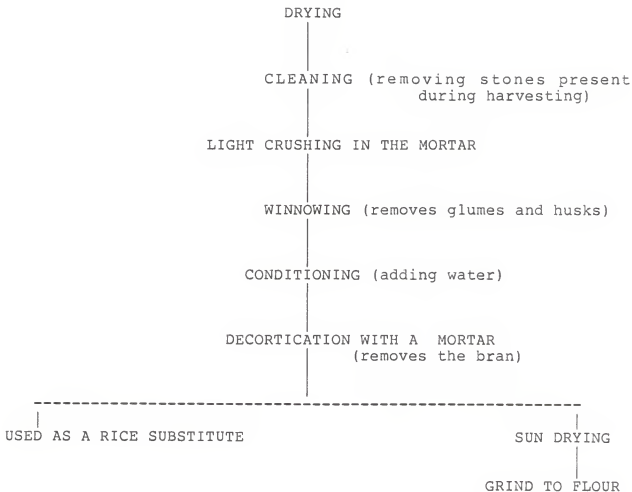 DRYING
CLEANING (removing stones present
during harvesting)
LIGHT CRUSHING IN THE MORTAR
WINNOWING (removes glumes and husks)
CONDITIONING (adding water)
DECORTICATION WITH A MORTAR
(removes the bran)
USED AS A RICE SUBSTITUTE
SUN DRYING
GRIND TO FLOUR